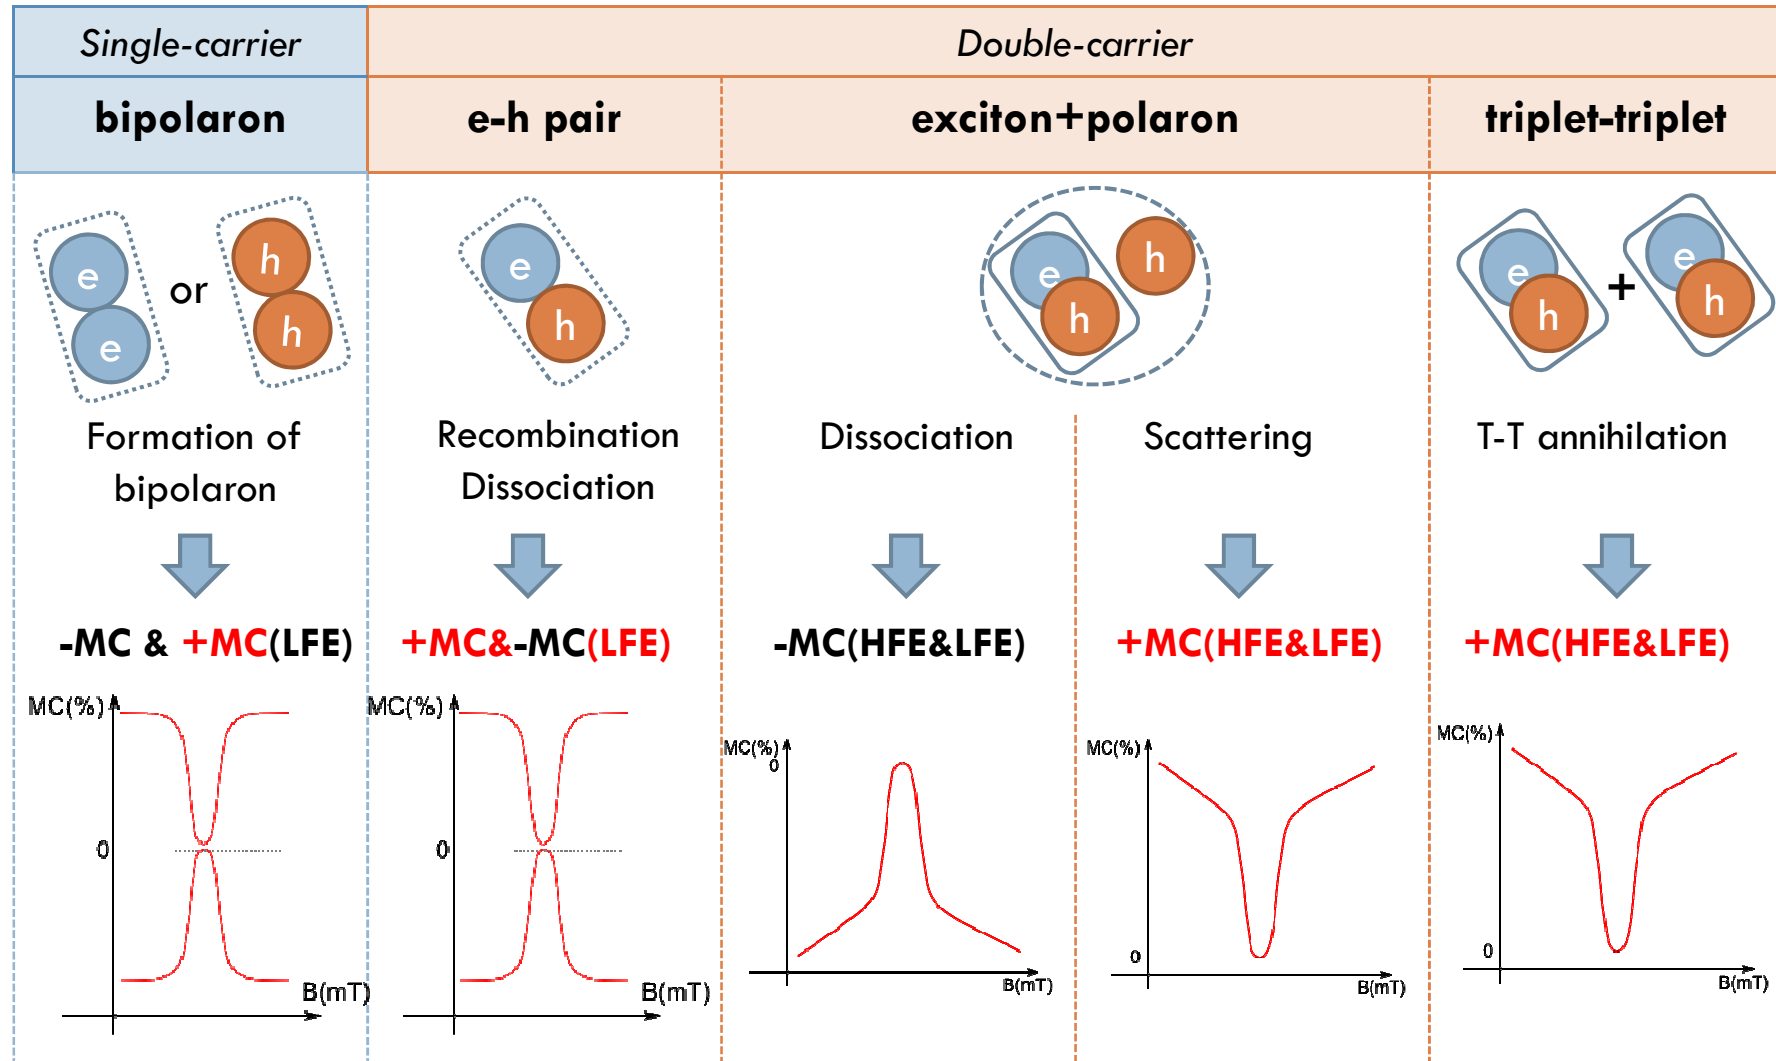 Single-carrier
Double-carrier
bipolaron
e-h pair
exciton+polaron
triplet-triplet
e
e
or
h
h
e
h
e
h
h
e
h
+
e
h
Formation of
bipolaron
Recombination
Dissociation
Dissociation
Scattering
T-T annihilation
-MC & +MC(LFE)
+MC&-MC(LFE)
-MC(HFE&LFE)
+MC(HFE&LFE)
+MC(HFE&LFE)
MC(%)
0
B(mT)
MC(%)
0
B(mT)
MC(%)
0
B(mT)
MC(%)
0
B(mT)
MC(%)
0
B(mT)